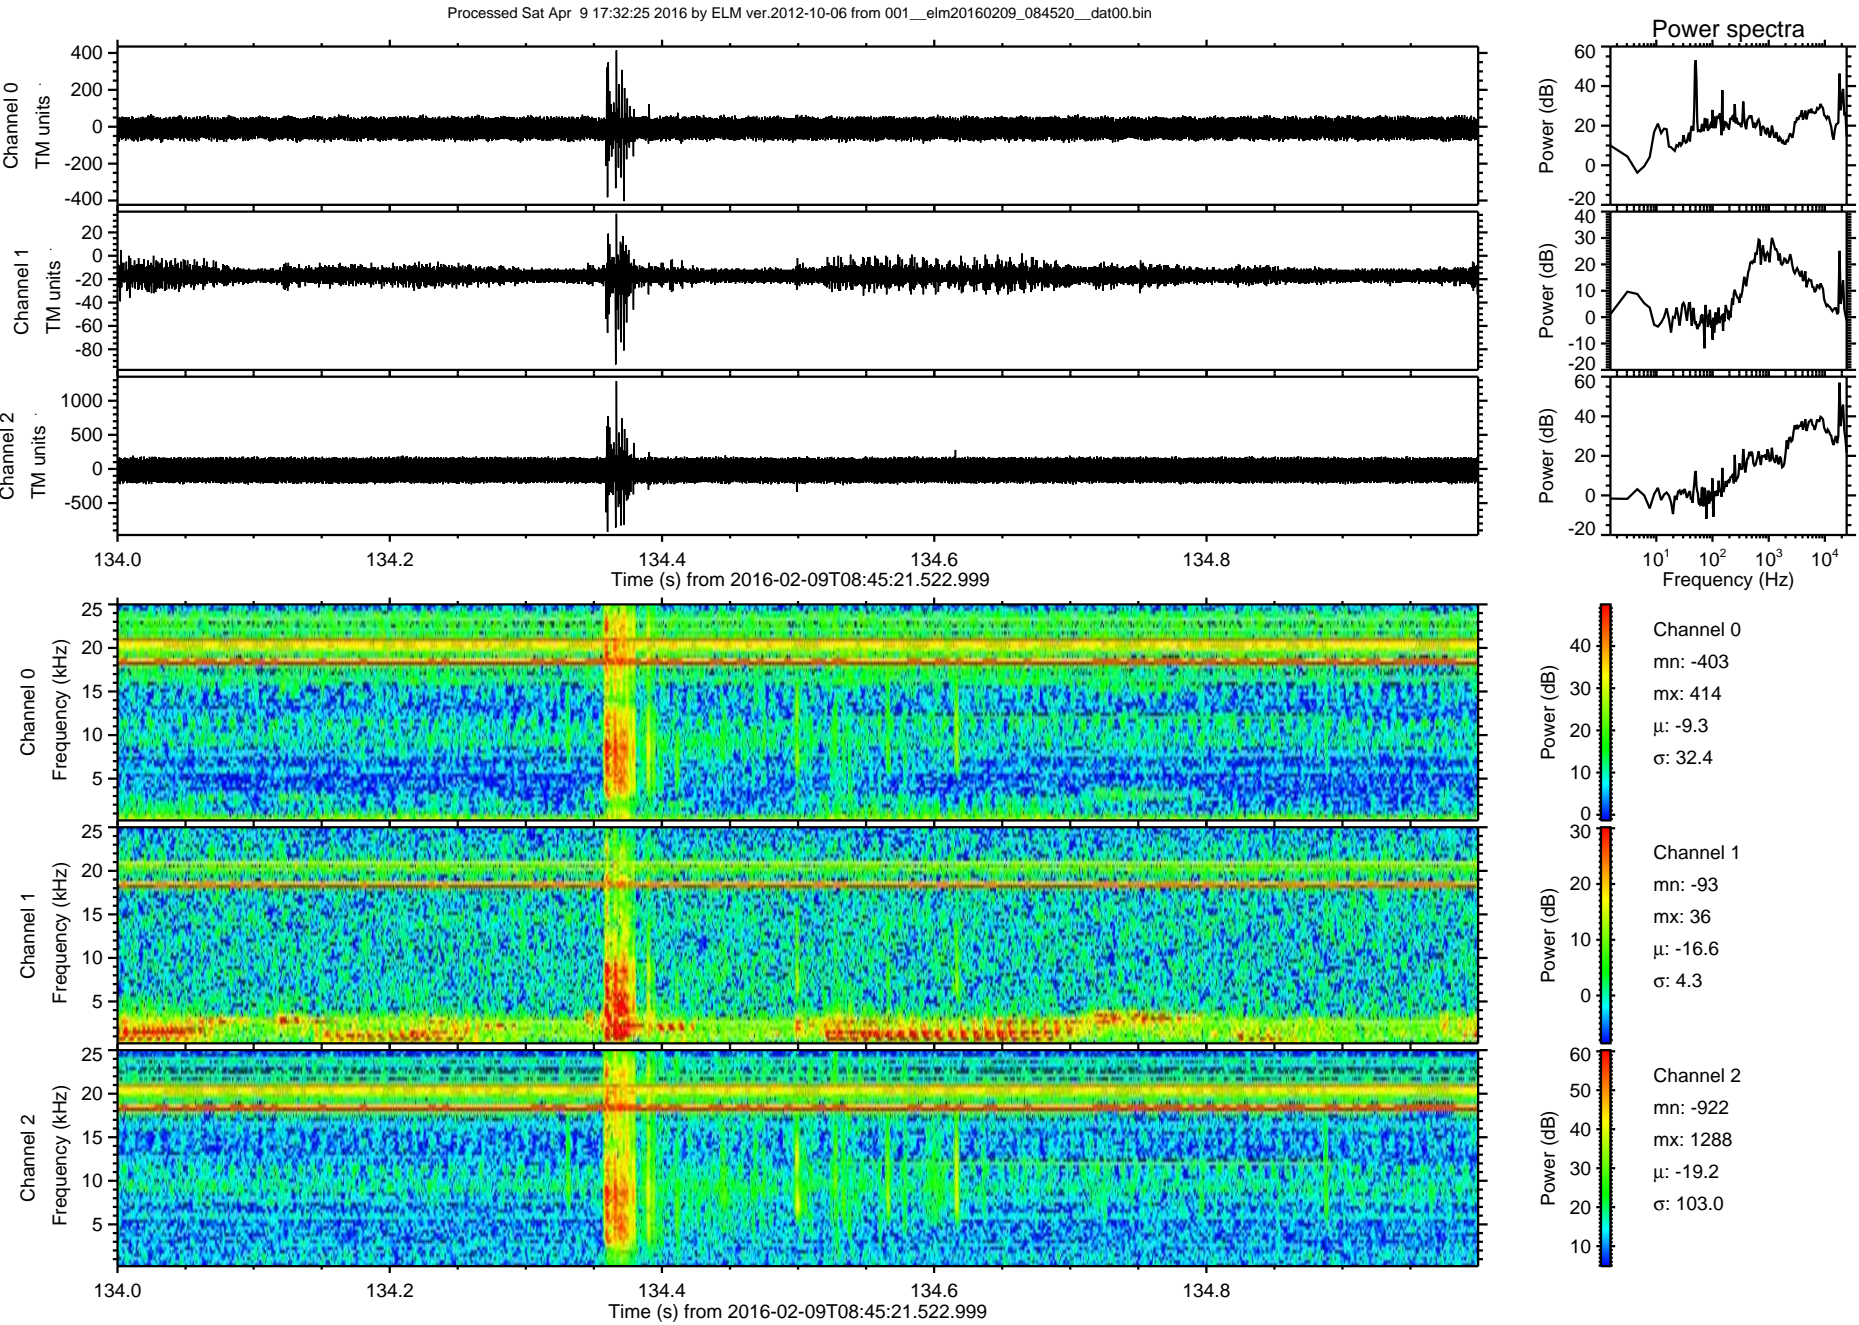 Processed Sat Apr  9 17:32:25 2016 by ELM ver.2012-10-06 from 001__elm20160209_084520__dat00.bin
Power spectra
Channel 0
TM units
400
200
0
-200
-400
Power (dB)
60
40
20
0
-20
Channel 1
TM units
20
0
-20
-40
-60
-80
Power (dB)
40
30
20
10
0
-10
-20
Channel 2
TM units
1000
500
0
-500
Power (dB)
60
40
20
0
-20
134.0 134.2 134.4 134.6 134.8
Time (s) from 2016-02-09T08:45:21.522.999
10^1 10^2 10^3 10^4
Frequency (Hz)
Channel 0
Frequency (kHz)
25
20
15
10
5
Power (dB)
40
30
20
10
0
Channel 0
mn: -403
mx: 414
μ: -9.3
σ: 32.4
Channel 1
Frequency (kHz)
25
20
15
10
5
Power (dB)
30
20
10
0
Channel 1
mn: -93
mx: 36
μ: -16.6
σ: 4.3
Channel 2
Frequency (kHz)
25
20
15
10
5
Power (dB)
60
50
40
30
20
10
Channel 2
mn: -922
mx: 1288
μ: -19.2
σ: 103.0
134.0 134.2 134.4 134.6 134.8
Time (s) from 2016-02-09T08:45:21.522.999